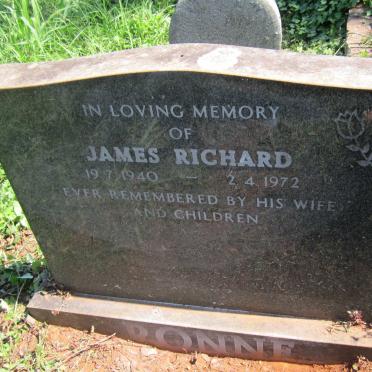 IN LOVING MEMORY
OF
JAMES RICHARD
19.7.1940 — 2.4.1972
EVER REMEMBERED BY HIS WIFE
AND CHILDREN
RONNE